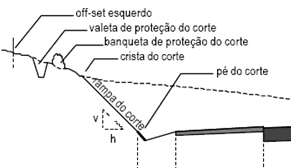 off-set esquerdo
valeta de proteção do corte
banqueta de proteção do corte
crista do corte
pé do corte
rampa do corte
v
h